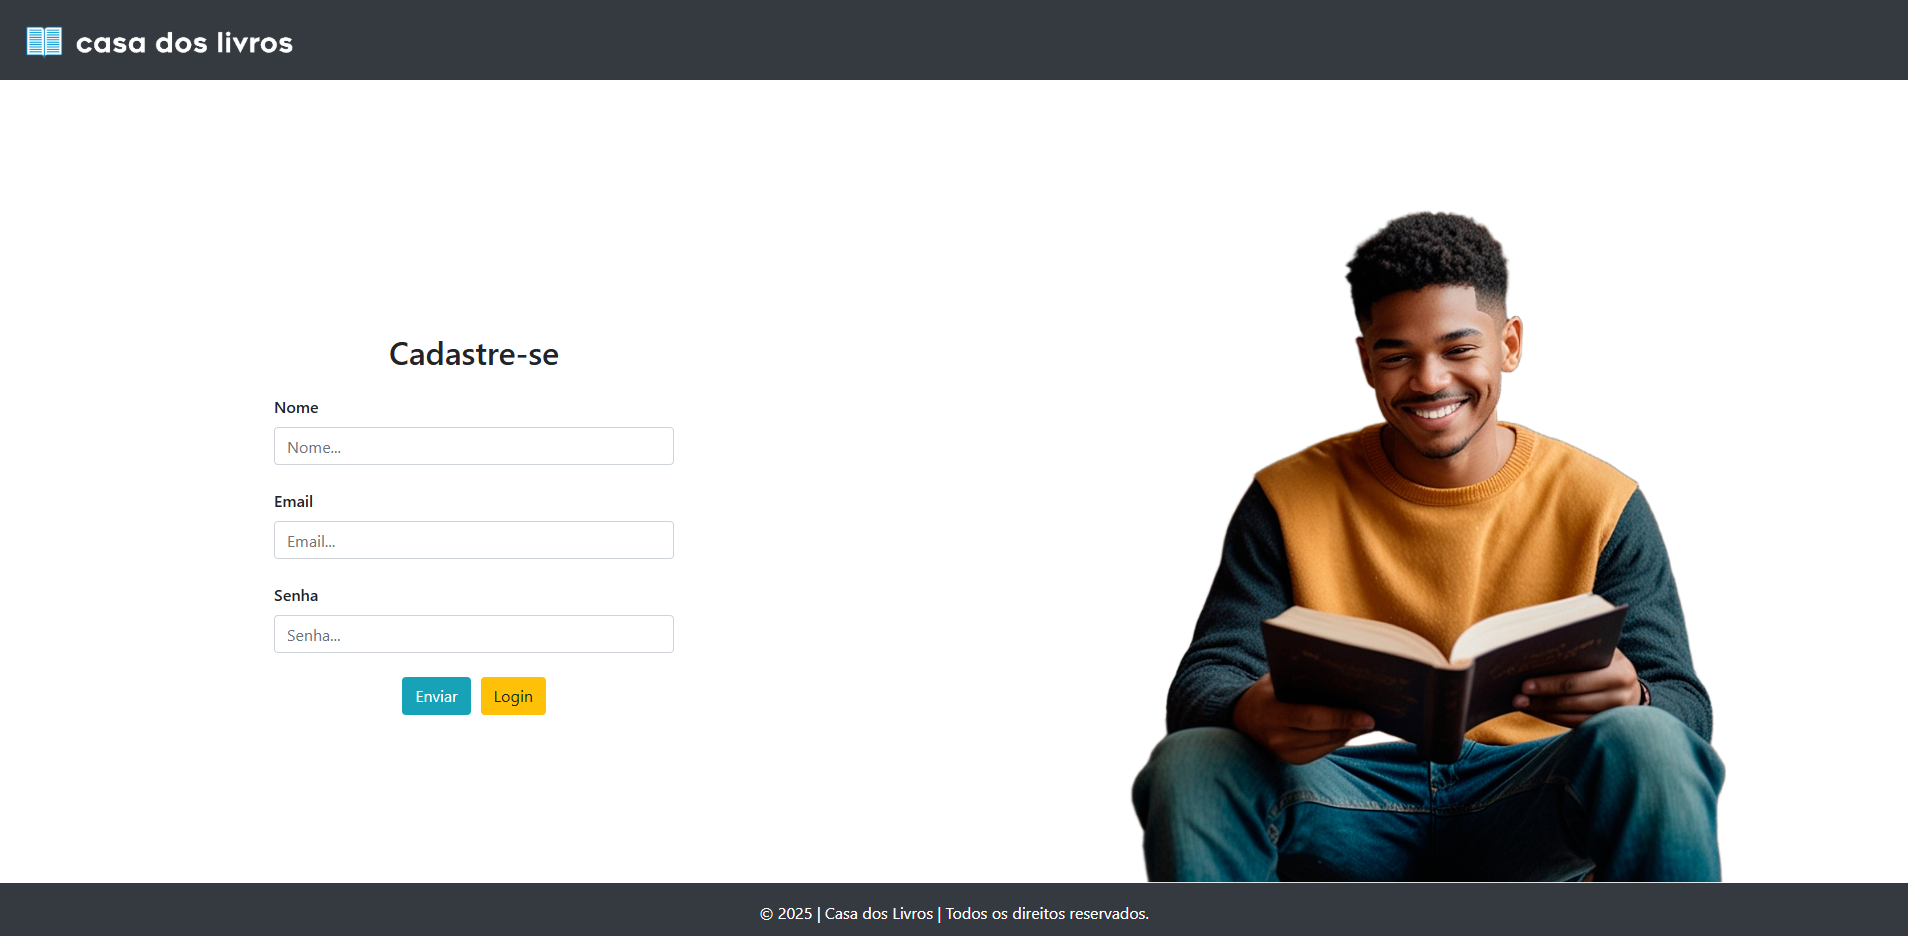 casa dos livros
Cadastre-se
Nome
Nome...
Email
Email...
Senha
Senha...
Enviar Login
© 2025 | Casa dos Livros | Todos os direitos reservados.